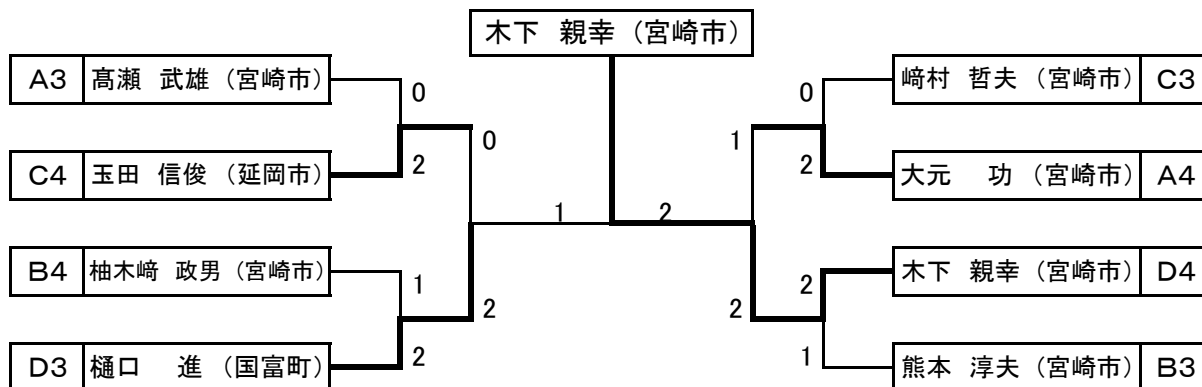 木下 親幸（宮崎市）
A3 髙瀬 武雄（宮崎市） 0 0 﨑村 哲夫（宮崎市） C3
0 1
C4 玉田 信俊（延岡市） 2 2 大元 功（宮崎市） A4
1 2
B4 柚木﨑 政男（宮崎市） 1 2 木下 親幸（宮崎市） D4
2 2
D3 樋口 進（国富町） 2 1 熊本 淳夫（宮崎市） B3